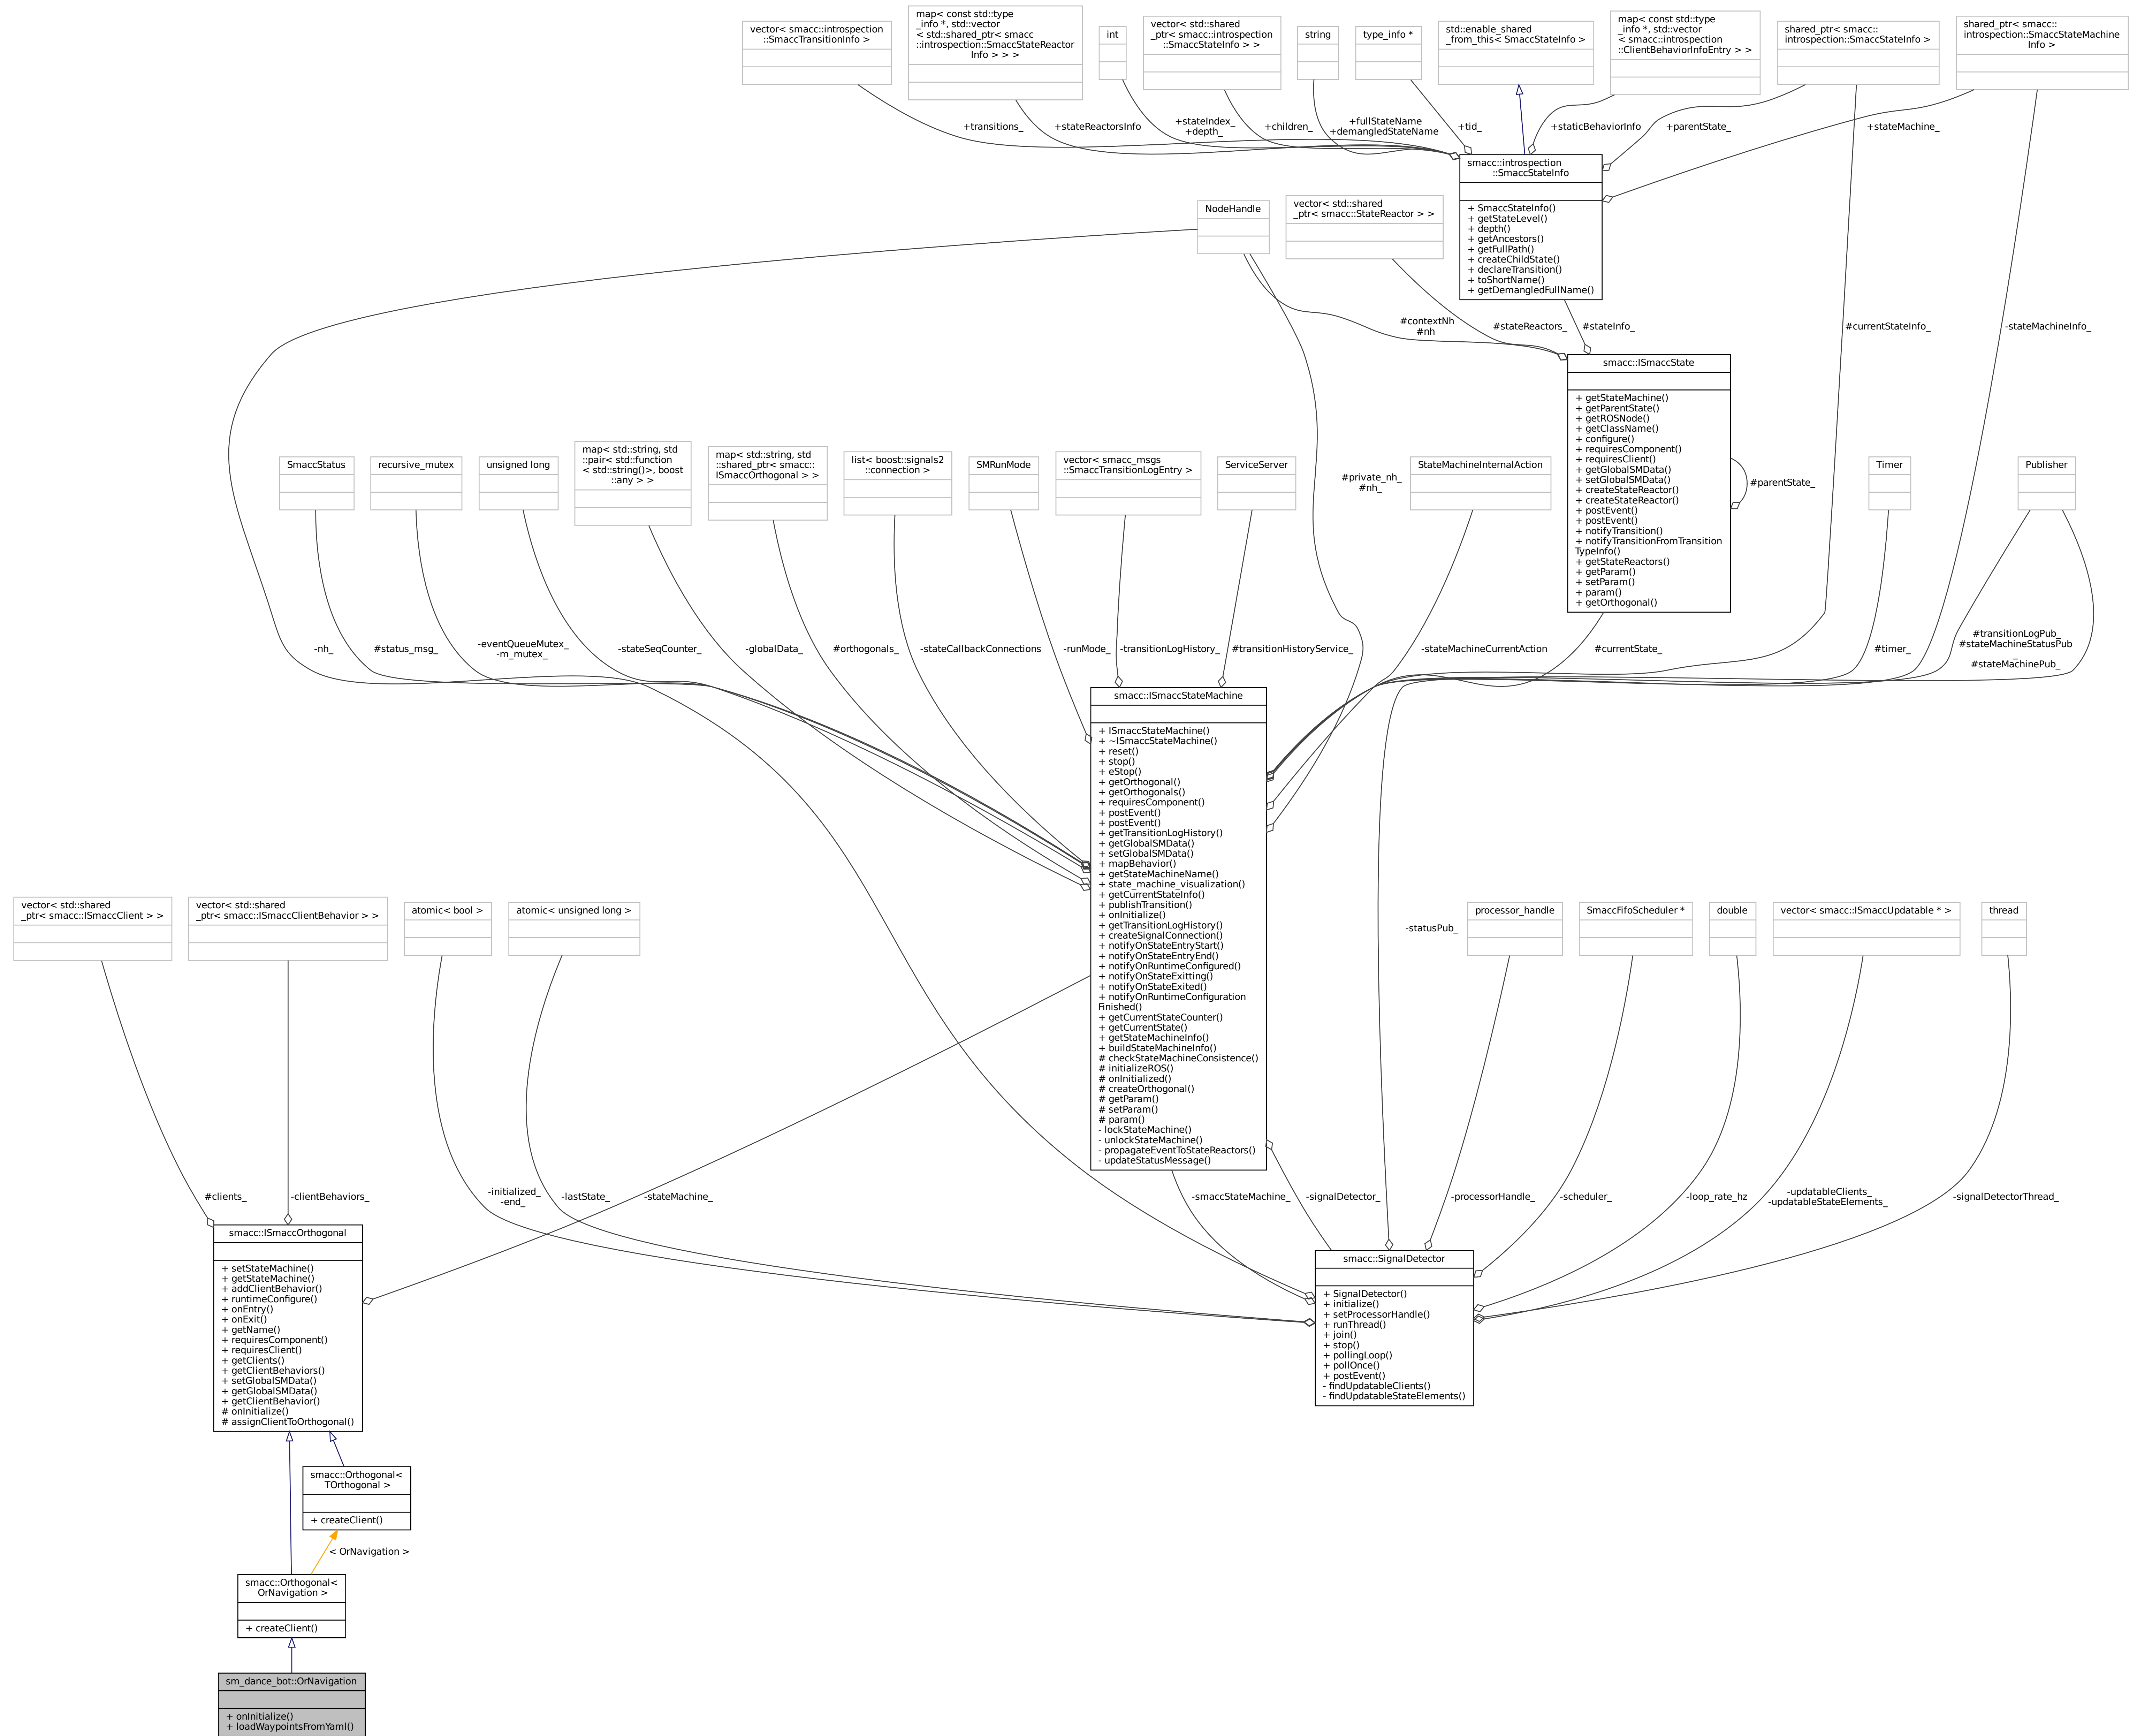 vector< smacc::introspection
::SmaccTransitionInfo >
map< const std::type
_info *, std::vector
< std::shared_ptr< smacc
::introspection::SmaccStateReactor
Info > > >
int
vector< std::shared
_ptr< smacc::introspection
::SmaccStateInfo > >
string
type_info *
std::enable_shared
_from_this< SmaccStateInfo >
map< const std::type
_info *, std::vector
< smacc::introspection
::ClientBehaviorInfoEntry > >
shared_ptr< smacc::
introspection::SmaccStateInfo >
shared_ptr< smacc::
introspection::SmaccStateMachine
Info >
+transitions_
+stateReactorsInfo
+stateIndex_
+depth_
+children_
+fullStateName
+demangledStateName
+tid_
+staticBehaviorInfo
+parentState_
+stateMachine_
smacc::introspection
::SmaccStateInfo
+ SmaccStateInfo()
+ getStateLevel()
+ depth()
+ getAncestors()
+ getFullPath()
+ createChildState()
+ declareTransition()
+ toShortName()
+ getDemangledFullName()
NodeHandle
vector< std::shared
_ptr< smacc::StateReactor > >
#contextNh
#nh
#stateReactors_
#stateInfo_
#currentStateInfo_
-stateMachineInfo_
smacc::ISmaccState
+ getStateMachine()
+ getParentState()
+ getROSNode()
+ getClassName()
+ configure()
+ requiresComponent()
+ requiresClient()
+ getGlobalSMData()
+ setGlobalSMData()
+ createStateReactor()
+ createStateReactor()
+ postEvent()
+ postEvent()
+ notifyTransition()
+ notifyTransitionFromTransition
TypeInfo()
+ getStateReactors()
+ getParam()
+ setParam()
+ param()
+ getOrthogonal()
#parentState_
SmaccStatus
recursive_mutex
unsigned long
map< std::string, std
::pair< std::function
< std::string()>, boost
::any > >
map< std::string, std
::shared_ptr< smacc::
ISmaccOrthogonal > >
list< boost::signals2
::connection >
SMRunMode
vector< smacc_msgs
::SmaccTransitionLogEntry >
ServiceServer
#private_nh_
#nh_
StateMachineInternalAction
Timer
Publisher
-nh_
#status_msg_
-eventQueueMutex_
-m_mutex_
-stateSeqCounter_
-globalData_
#orthogonals_
-stateCallbackConnections
-runMode_
-transitionLogHistory_
#transitionHistoryService_
-stateMachineCurrentAction
#currentState_
#timer_
#transitionLogPub_
#stateMachineStatusPub
_
#stateMachinePub_
smacc::ISmaccStateMachine
+ ISmaccStateMachine()
+ ~ISmaccStateMachine()
+ reset()
+ stop()
+ eStop()
+ getOrthogonal()
+ getOrthogonals()
+ requiresComponent()
+ postEvent()
+ postEvent()
+ getTransitionLogHistory()
+ getGlobalSMData()
+ setGlobalSMData()
+ mapBehavior()
+ getStateMachineName()
+ state_machine_visualization()
+ getCurrentStateInfo()
+ publishTransition()
+ onInitialize()
+ getTransitionLogHistory()
+ createSignalConnection()
+ notifyOnStateEntryStart()
+ notifyOnStateEntryEnd()
+ notifyOnRuntimeConfigured()
+ notifyOnStateExitting()
+ notifyOnStateExited()
+ notifyOnRuntimeConfiguration
Finished()
+ getCurrentStateCounter()
+ getCurrentState()
+ getStateMachineInfo()
+ buildStateMachineInfo()
# checkStateMachineConsistence()
# initializeROS()
# onInitialized()
# createOrthogonal()
# getParam()
# setParam()
# param()
- lockStateMachine()
- unlockStateMachine()
- propagateEventToStateReactors()
- updateStatusMessage()
vector< std::shared
_ptr< smacc::ISmaccClient > >
vector< std::shared
_ptr< smacc::ISmaccClientBehavior > >
atomic< bool >
atomic< unsigned long >
-statusPub_
processor_handle
SmaccFifoScheduler *
double
vector< smacc::ISmaccUpdatable * >
thread
#clients_
-clientBehaviors_
-initialized_
-end_
-lastState_
-stateMachine_
-smaccStateMachine_
-signalDetector_
-processorHandle_
-scheduler_
-loop_rate_hz
-updatableClients_
-updatableStateElements_
-signalDetectorThread_
smacc::ISmaccOrthogonal
+ setStateMachine()
+ getStateMachine()
+ addClientBehavior()
+ runtimeConfigure()
+ onEntry()
+ onExit()
+ getName()
+ requiresComponent()
+ requiresClient()
+ getClients()
+ getClientBehaviors()
+ setGlobalSMData()
+ getGlobalSMData()
+ getClientBehavior()
# onInitialize()
# assignClientToOrthogonal()
smacc::SignalDetector
+ SignalDetector()
+ initialize()
+ setProcessorHandle()
+ runThread()
+ join()
+ stop()
+ pollingLoop()
+ pollOnce()
+ postEvent()
- findUpdatableClients()
- findUpdatableStateElements()
smacc::Orthogonal<
TOrthogonal >
+ createClient()
< OrNavigation >
smacc::Orthogonal<
OrNavigation >
+ createClient()
sm_dance_bot::OrNavigation
+ onInitialize()
+ loadWaypointsFromYaml()